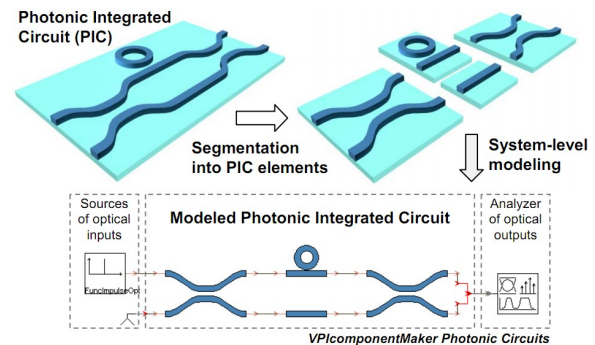 Photonic Integrated
Circuit (PIC)
Segmentation
into PIC elements
System-level
modeling
Sources
of optical
inputs
Modeled Photonic Integrated Circuit
Analyzer
of optical
outputs
FuncImpulseOp
VPIcomponentMaker Photonic Circuits